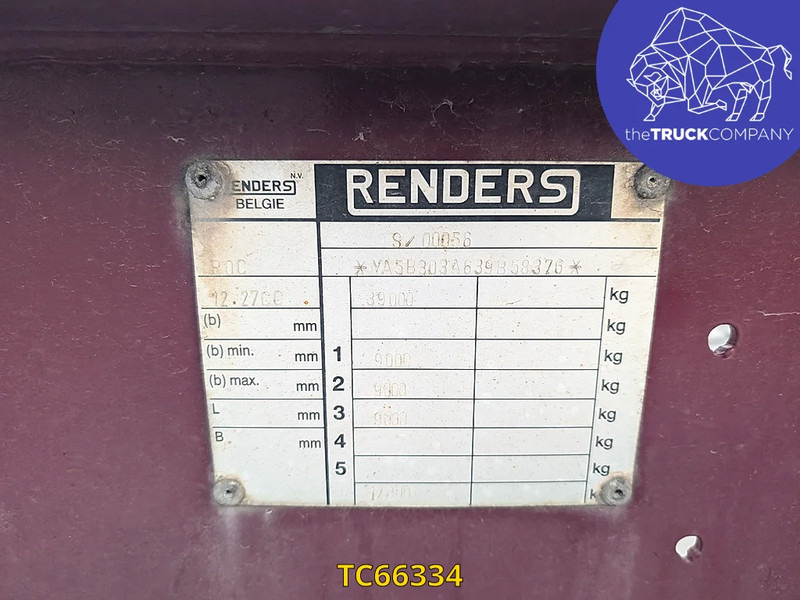 theTRUCKCOMPANY
RENDERS N.V.
BELGIE
RENDERS
S/00056
ROC *YA5B303A639B58376*
12.27CC 39000 kg
(b) mm kg
(b) min. mm 1 9000 kg
(b) max. mm 2 9000 kg
L mm 3 9000 kg
B mm 4 kg
5 kg
TC66334